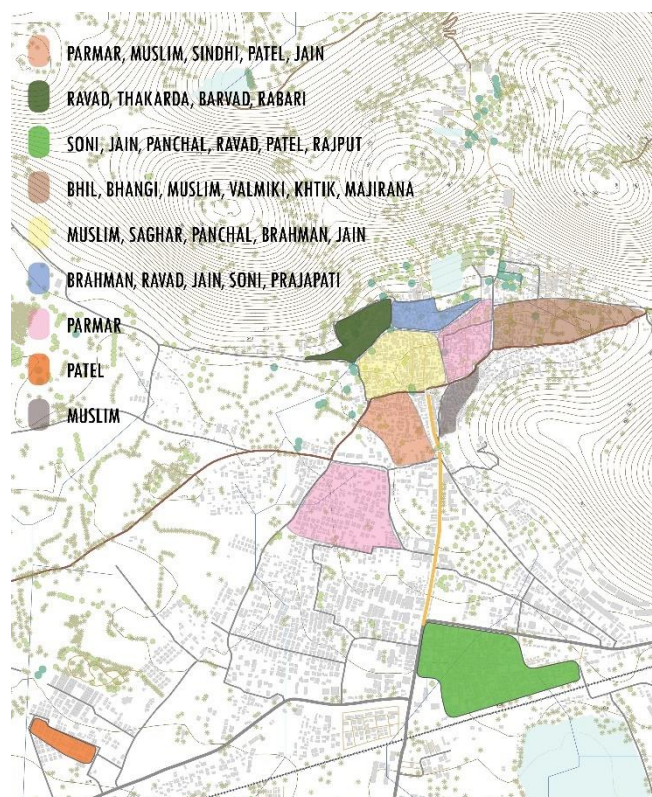 PARMAR, MUSLIM, SINDHI, PATEL, JAIN
RAVAD, THAKARDA, BARVAD, RABARI
SONI, JAIN, PANCHAL, RAVAD, PATEL, RAJPUT
BHIL, BHANGI, MUSLIM, VALMIKI, KHTIK, MAJIRANA
MUSLIM, SAGHAR, PANCHAL, BRAHMAN, JAIN
BRAHMAN, RAVAD, JAIN, SONI, PRAJAPATI
PARMAR
PATEL
MUSLIM